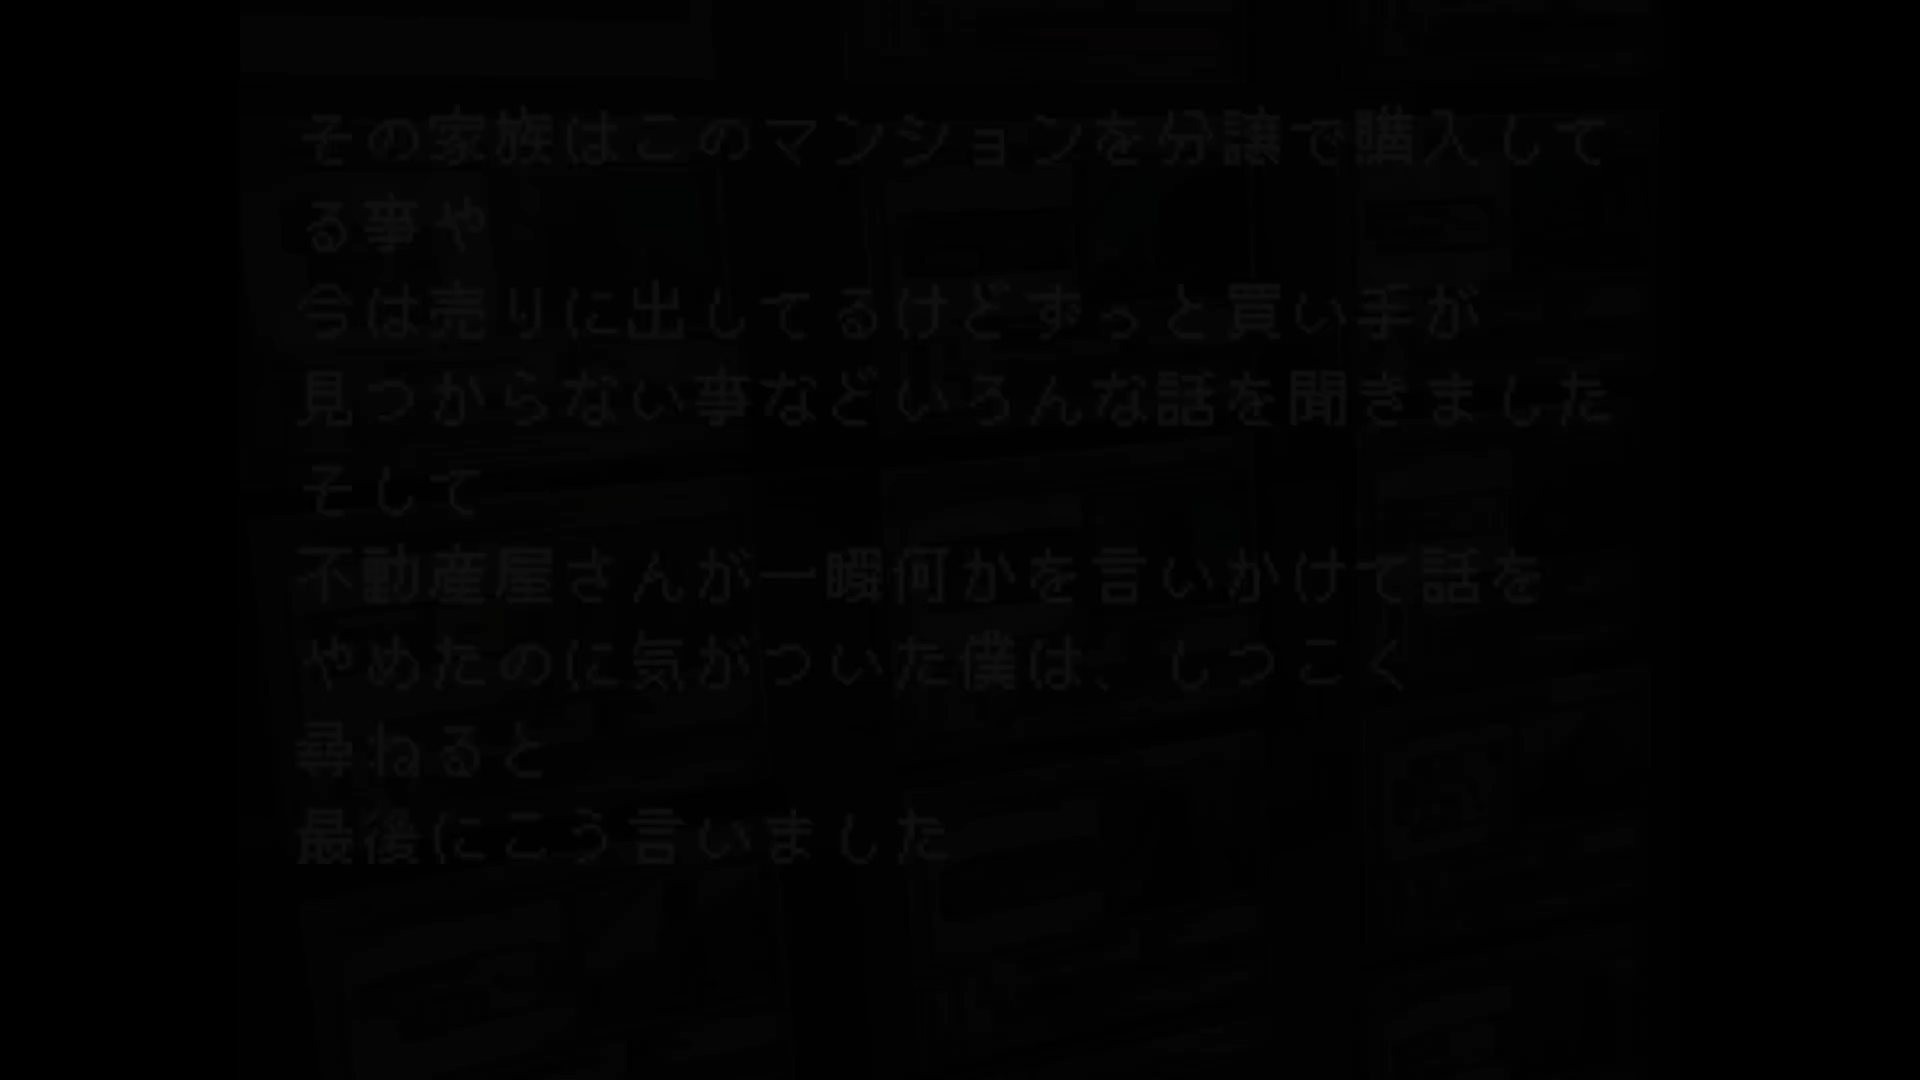 その家族はこのマンションを分譲で購入して
る事や
今は売りに出してるけどずっと買い手が
見つからない事などいろんな話を聞きました
そして
不動産屋さんが一瞬何かを言いかけて話を
やめたのに気がついた僕は、しつこく
尋ねると
最後にこう言いました